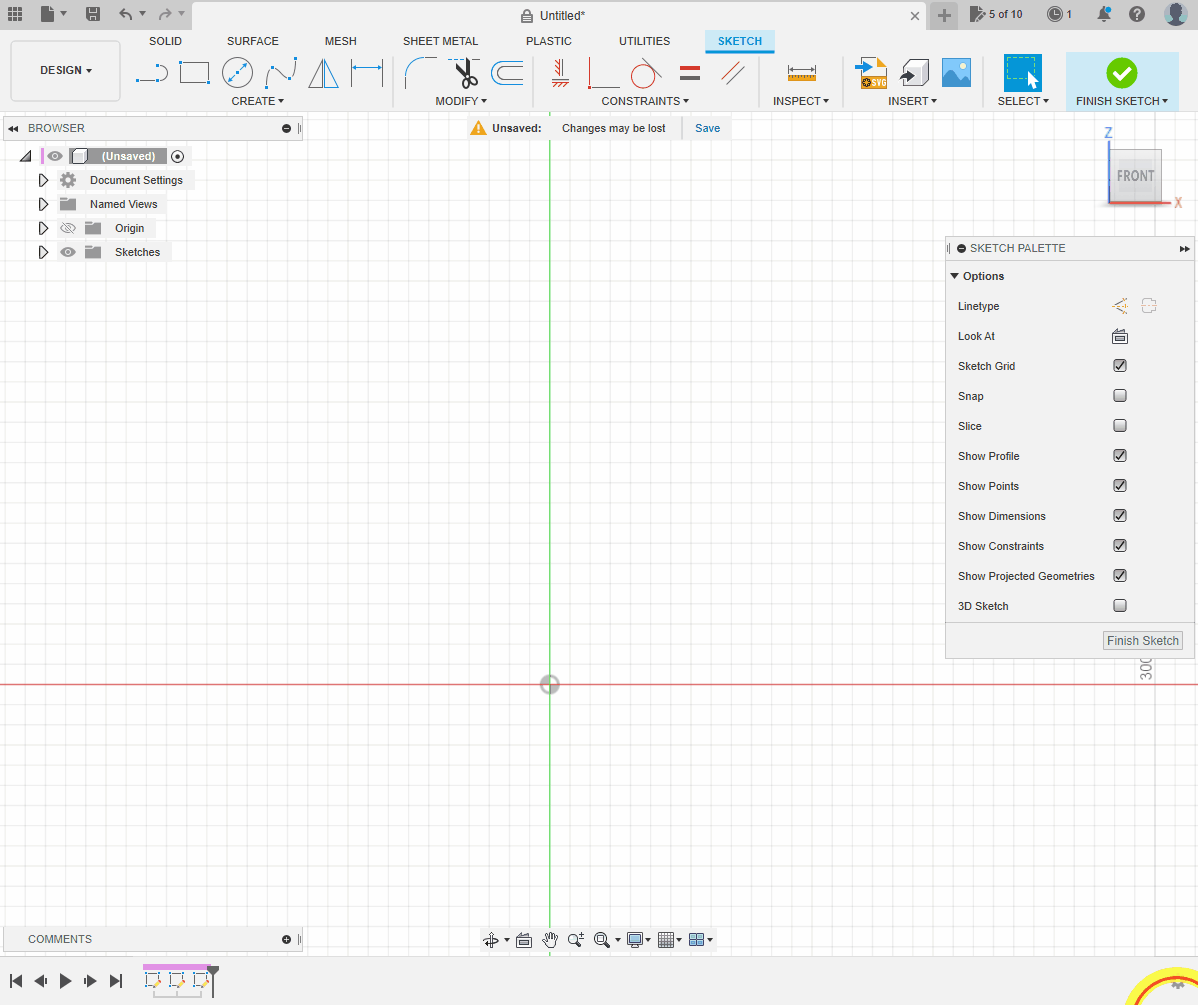 Untitled*
5 of 10
1
DESIGN
SOLID
SURFACE
MESH
SHEET METAL
PLASTIC
UTILITIES
SKETCH
CREATE
MODIFY
CONSTRAINTS
INSPECT
SVG
INSERT
SELECT
FINISH SKETCH
BROWSER
Unsaved: Changes may be lost Save
(Unsaved)
Document Settings
Named Views
Origin
Sketches
Z
FRONT
X
SKETCH PALETTE
Options
Linetype
Look At
Sketch Grid
Snap
Slice
Show Profile
Show Points
Show Dimensions
Show Constraints
Show Projected Geometries
3D Sketch
Finish Sketch
300
COMMENTS